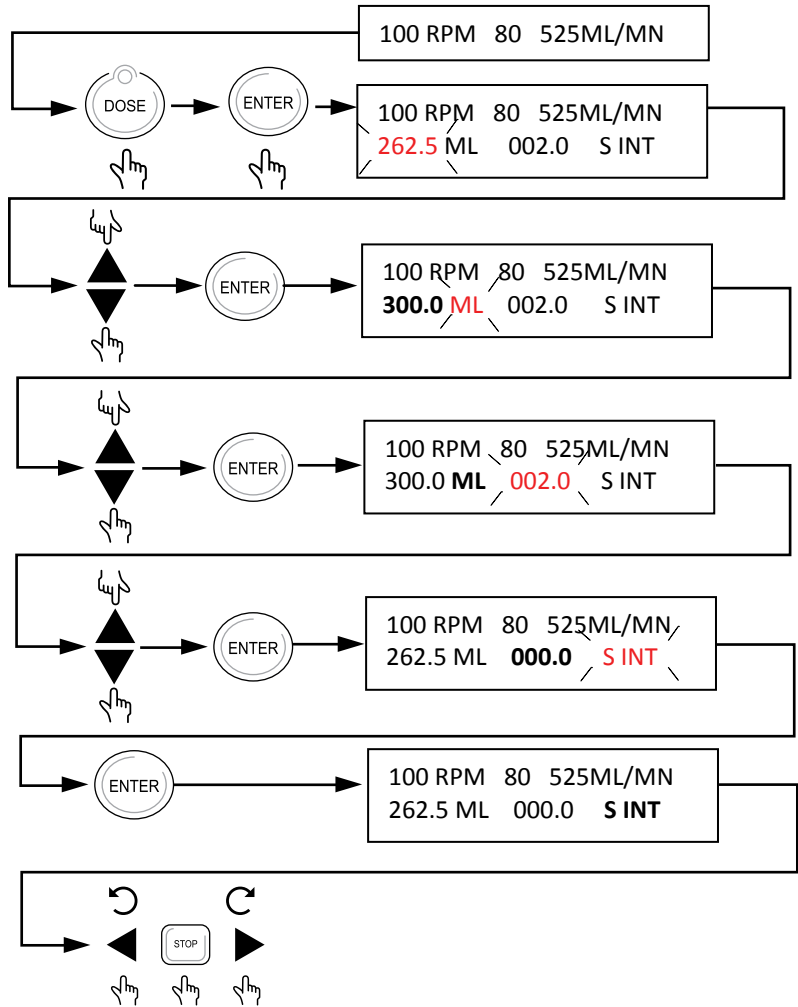 100 RPM 80 525ML/MN
DOSE
ENTER
100 RPM 80 525ML/MN
262.5 ML 002.0 S INT
ENTER
100 RPM 80 525ML/MN
300.0 ML 002.0 S INT
ENTER
100 RPM 80 525ML/MN
300.0 ML 002.0 S INT
ENTER
100 RPM 80 525ML/MN
262.5 ML 000.0 S INT
ENTER
100 RPM 80 525ML/MN
262.5 ML 000.0 S INT
STOP